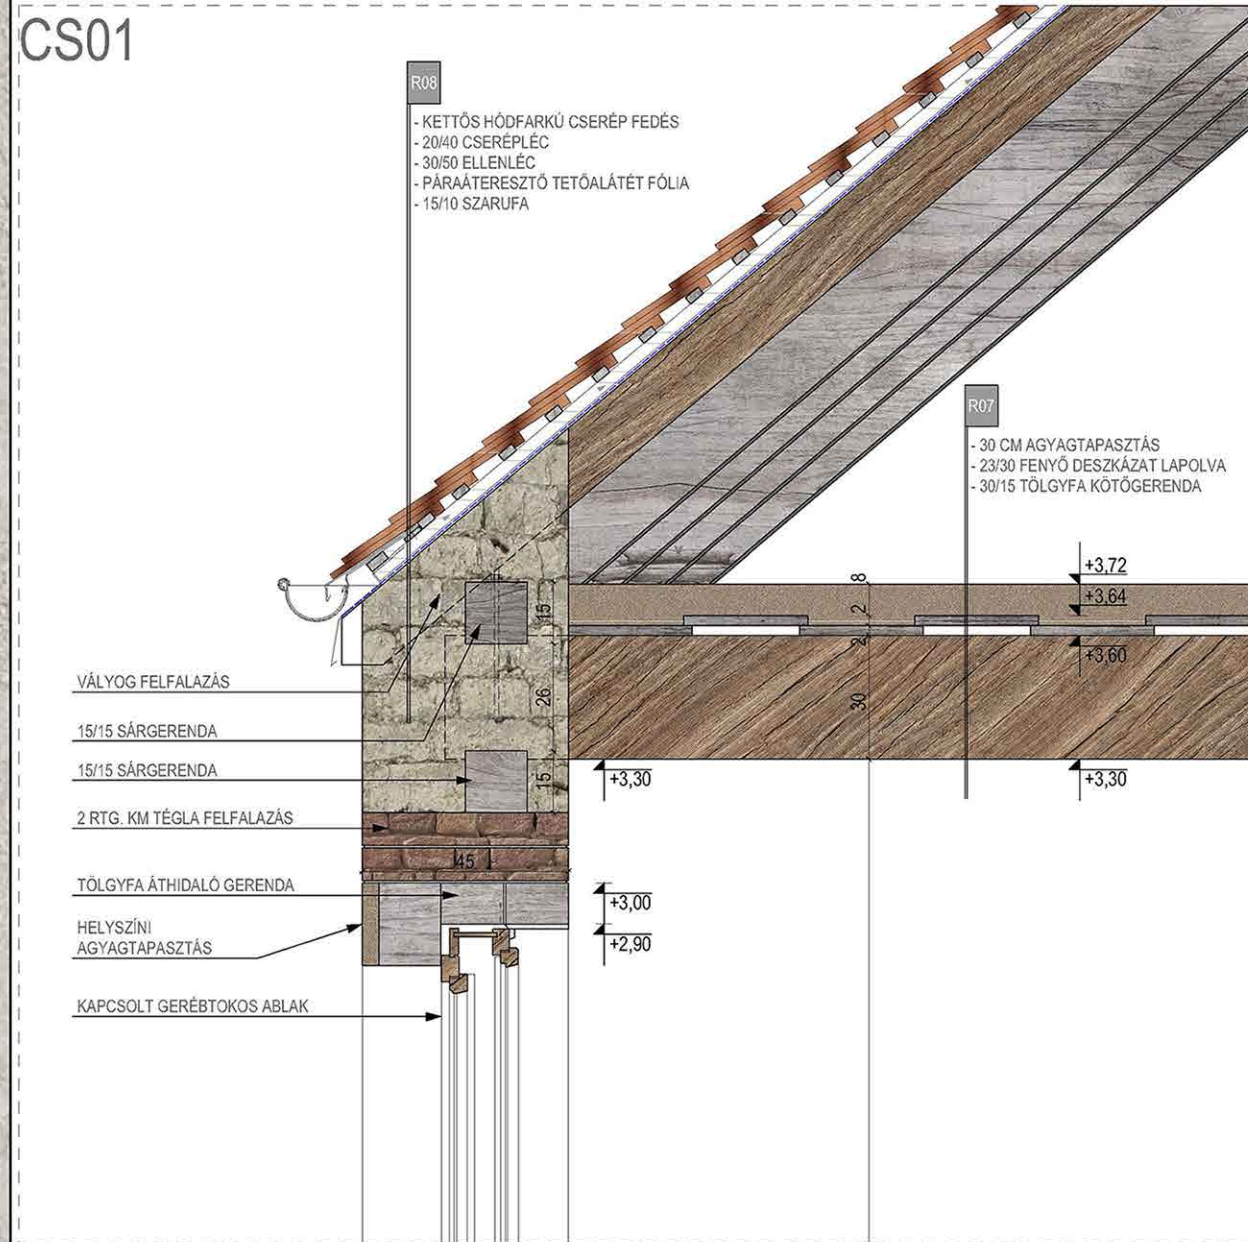 CS01
R08
- KETTŐS HÓDFARKÚ CSERÉP FEDÉS
- 20/40 CSERÉPLÉC
- 30/50 ELLENLÉC
- PÁRAÁTERESZTŐ TETŐALÁTÉT FÓLIA
- 15/10 SZARUFA
R07
- 30 CM AGYAGTAPASZTÁS
- 23/30 FENYŐ DESZKÁZAT LAPOLVA
- 30/15 TÖLGYFA KÖTŐGERENDA
+3,72
8
+3,64
2
2
+3,60
15
26
30
15
+3,30
+3,30
VÁLYOG FELFALAZÁS
15/15 SÁRGERENDA
15/15 SÁRGERENDA
2 RTG. KM TÉGLA FELFALAZÁS
45
TÖLGYFA ÁTHIDALÓ GERENDA
+3,00
HELYSZÍNI
AGYAGTAPASZTÁS
+2,90
KAPCSOLT GERÉBTOKOS ABLAK